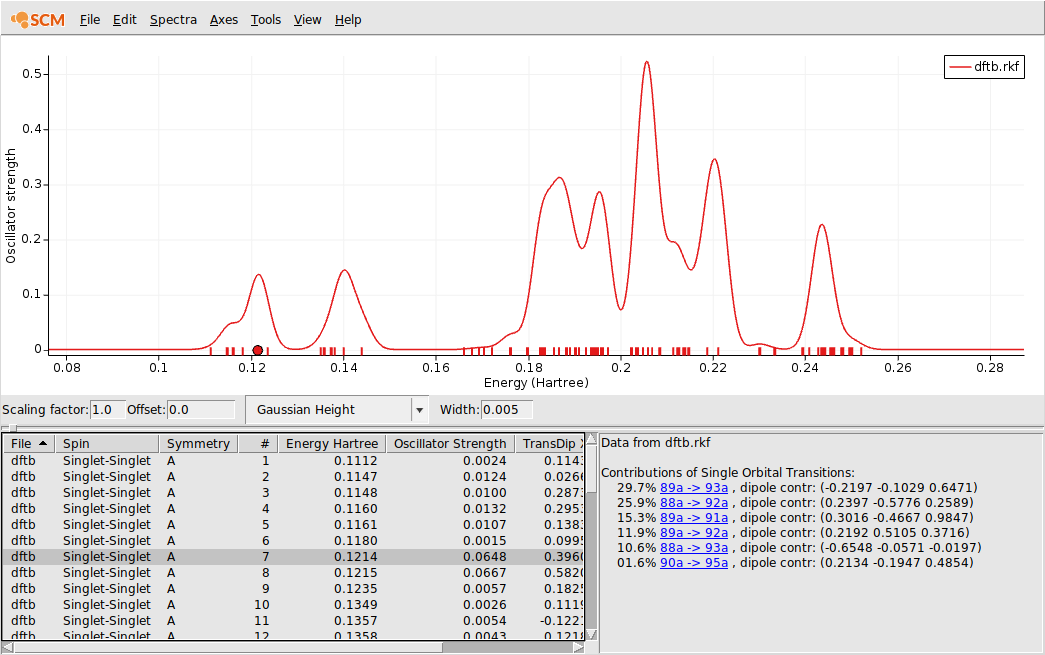 SCM File Edit Spectra Axes Tools View Help
dftb.rkf
Oscillator strength
0.5
0.4
0.3
0.2
0.1
0
0.08 0.1 0.12 0.14 0.16 0.18 0.2 0.22 0.24 0.26 0.28
Energy (Hartree)
Scaling factor: 1.0 Offset: 0.0 Gaussian Height Width: 0.005
File Spin Symmetry # Energy Hartree Oscillator Strength TransDip X
dftb Singlet-Singlet A 1 0.1112 0.0024 0.1143
dftb Singlet-Singlet A 2 0.1147 0.0124 0.0266
dftb Singlet-Singlet A 3 0.1148 0.0100 0.2873
dftb Singlet-Singlet A 4 0.1160 0.0132 0.2953
dftb Singlet-Singlet A 5 0.1161 0.0107 0.1383
dftb Singlet-Singlet A 6 0.1180 0.0015 0.0995
dftb Singlet-Singlet A 7 0.1214 0.0648 0.3960
dftb Singlet-Singlet A 8 0.1215 0.0667 0.5820
dftb Singlet-Singlet A 9 0.1235 0.0057 0.1825
dftb Singlet-Singlet A 10 0.1349 0.0026 0.1119
dftb Singlet-Singlet A 11 0.1357 0.0054 -0.1221
dftb Singlet-Singlet A 12 0.1358 0.0043 0.1218
Data from dftb.rkf
Contributions of Single Orbital Transitions:
29.7% 89a -> 93a , dipole contr: (-0.2197 -0.1029 0.6471)
25.9% 88a -> 92a , dipole contr: (0.2397 -0.5776 0.2589)
15.3% 89a -> 91a , dipole contr: (0.3016 -0.4667 0.9847)
11.9% 89a -> 92a , dipole contr: (0.2192 0.5105 0.3716)
10.6% 88a -> 93a , dipole contr: (-0.6548 -0.0571 -0.0197)
01.6% 90a -> 95a , dipole contr: (0.2134 -0.1947 0.4854)